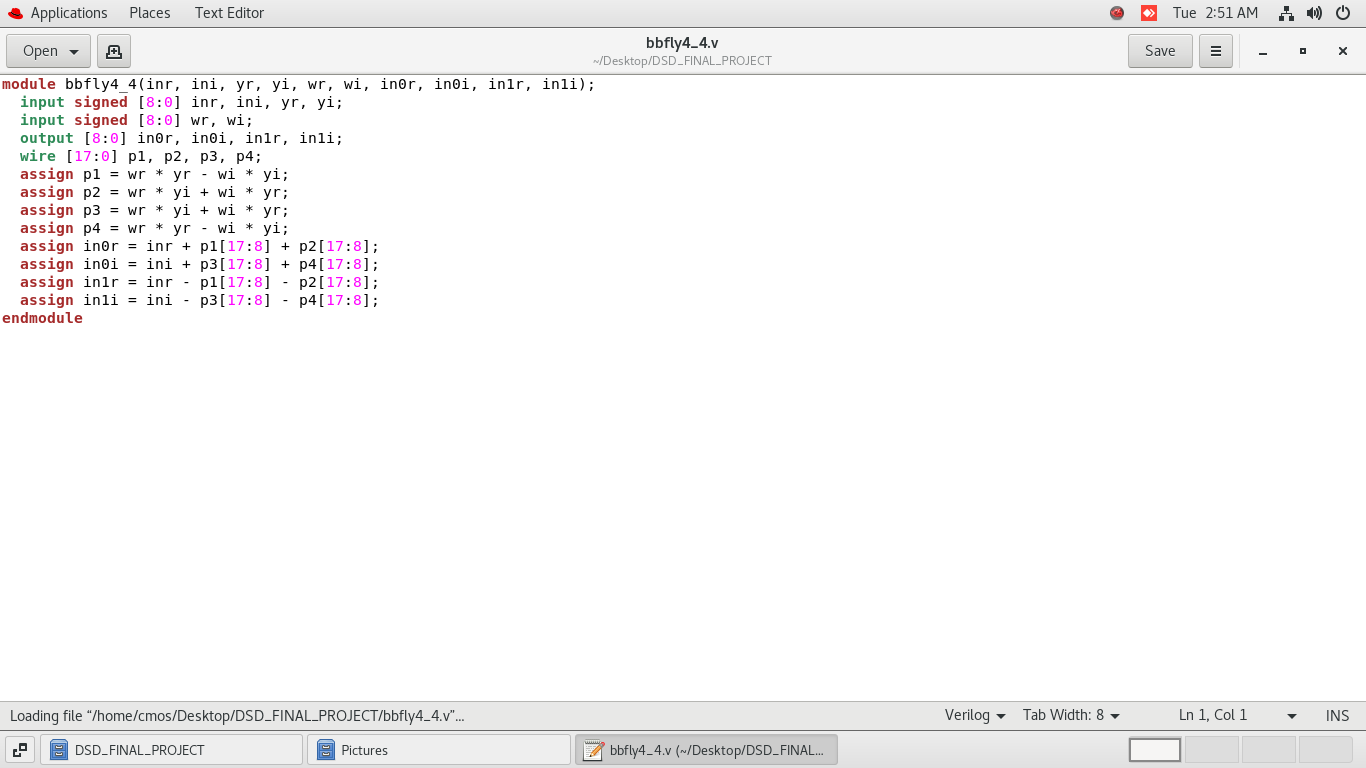 Applications Places Text Editor Tue 2:51 AM
Open bbfly4_4.v Save
~/Desktop/DSD_FINAL_PROJECT
module bbfly4_4(inr, ini, yr, yi, wr, wi, in0r, in0i, in1r, in1i);
  input signed [8:0] inr, ini, yr, yi;
  input signed [8:0] wr, wi;
  output [8:0] in0r, in0i, in1r, in1i;
  wire [17:0] p1, p2, p3, p4;
  assign p1 = wr * yr - wi * yi;
  assign p2 = wr * yi + wi * yr;
  assign p3 = wr * yi + wi * yr;
  assign p4 = wr * yr - wi * yi;
  assign in0r = inr + p1[17:8] + p2[17:8];
  assign in0i = ini + p3[17:8] + p4[17:8];
  assign in1r = inr - p1[17:8] - p2[17:8];
  assign in1i = ini - p3[17:8] - p4[17:8];
endmodule
Loading file “/home/cmos/Desktop/DSD_FINAL_PROJECT/bbfly4_4.v”... Verilog Tab Width: 8 Ln 1, Col 1 INS
DSD_FINAL_PROJECT Pictures bbfly4_4.v (~/Desktop/DSD_FINAL...